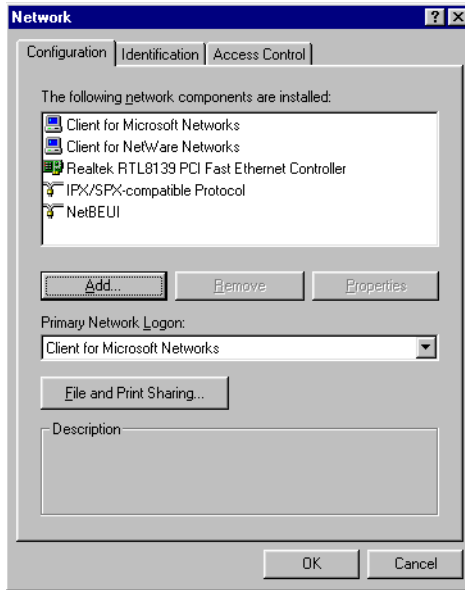 Network
Configuration Identification Access Control
The following network components are installed:
Client for Microsoft Networks
Client for NetWare Networks
Realtek RTL8139 PCI Fast Ethernet Controller
IPX/SPX-compatible Protocol
NetBEUI
Add... Remove Properties
Primary Network Logon:
Client for Microsoft Networks
File and Print Sharing...
Description
OK Cancel